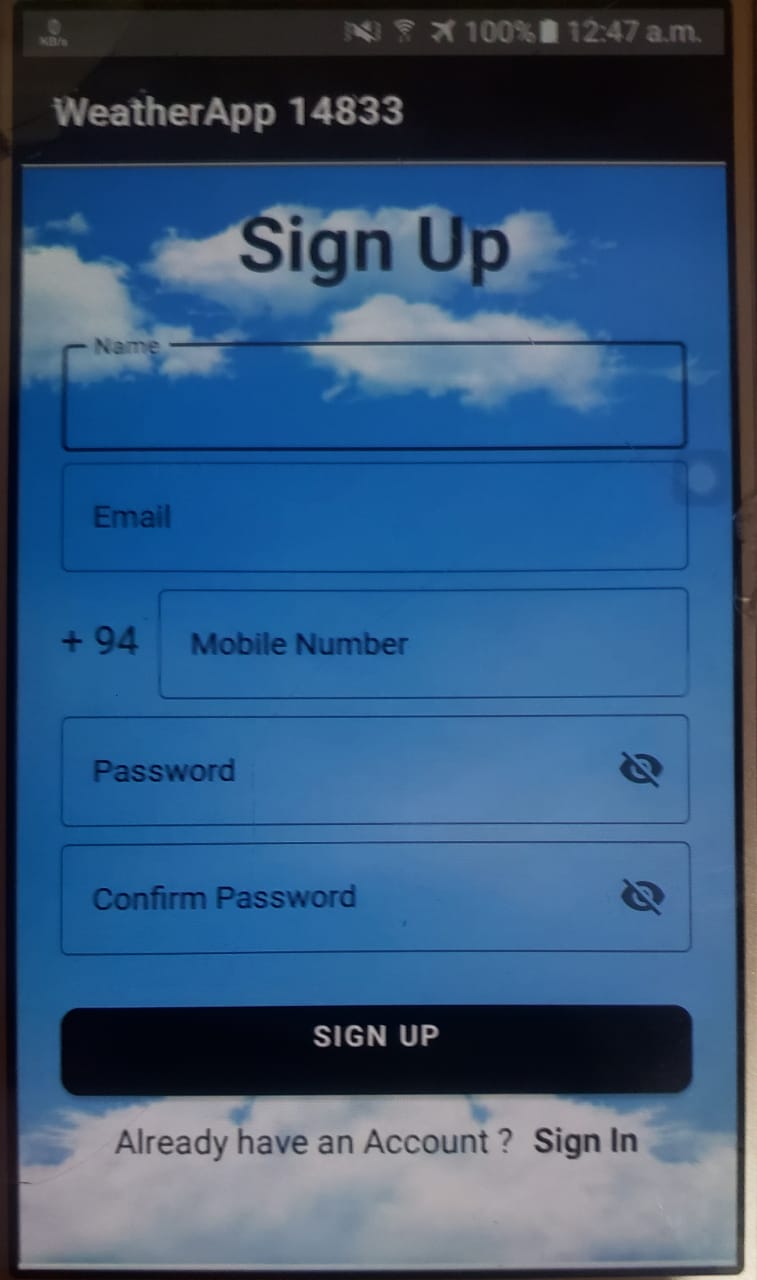 0
KB/s
100% 12:47 a.m.
WeatherApp 14833
Sign Up
Name
Email
+ 94 Mobile Number
Password
Confirm Password
SIGN UP
Already have an Account ? Sign In